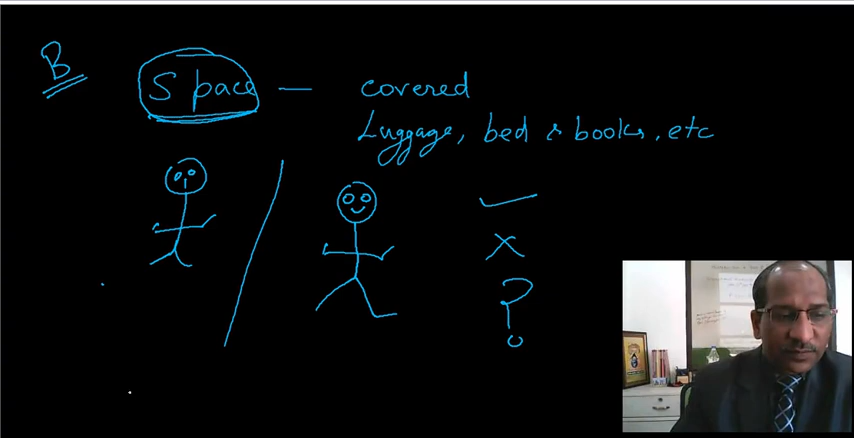 B
Space — covered
Luggage, bed & books, etc
?